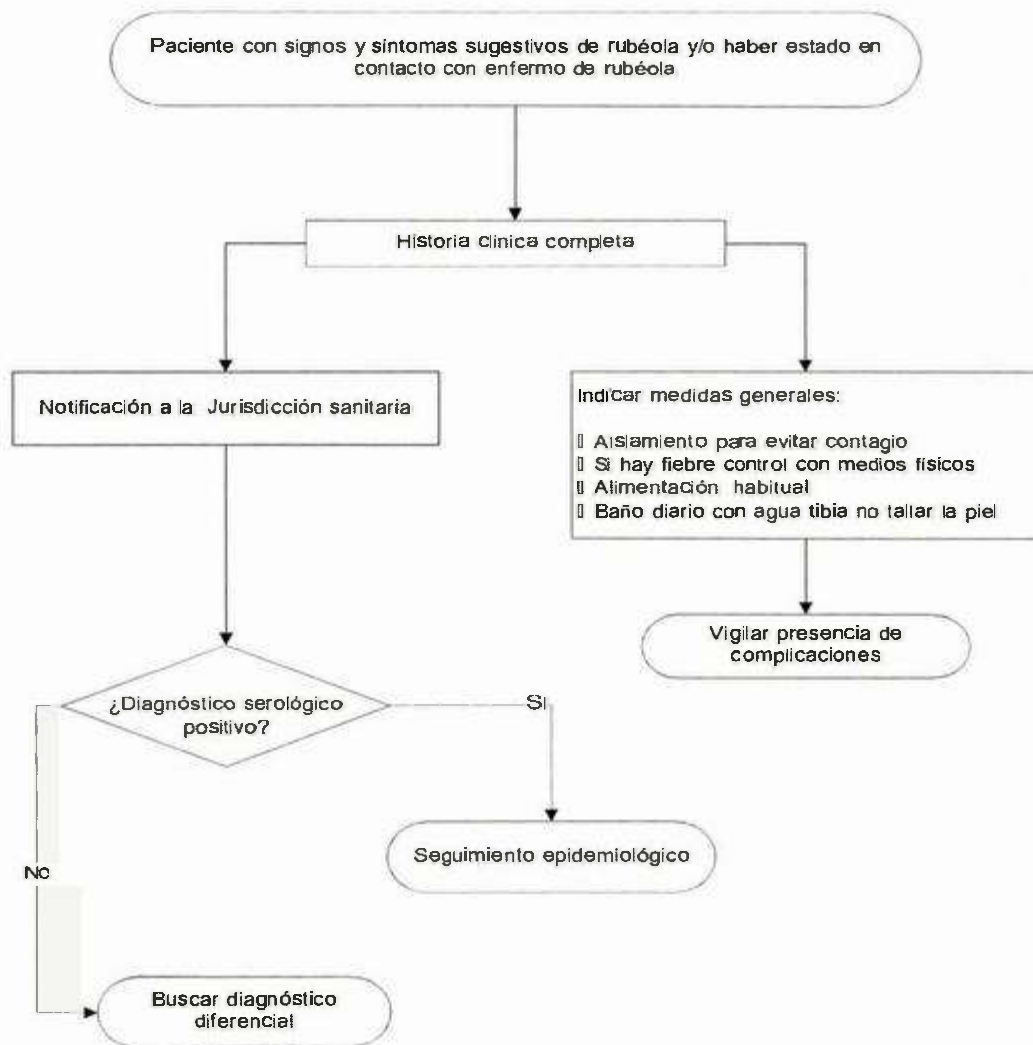 Paciente con signos y síntomas sugestivos de rubéola y/o haber estado en
contacto con enfermo de rubéola
Historia clínica completa
Notificación a la Jurisdicción sanitaria
Indicar medidas generales:
Aislamiento para evitar contagio
Si hay fiebre control con medios físicos
Alimentación habitual
Baño diario con agua tibia no tallar la piel
Vigilar presencia de
complicaciones
¿Diagnóstico serológico
positivo?
Si
Seguimiento epidemiológico
No
Buscar diagnóstico
diferencial